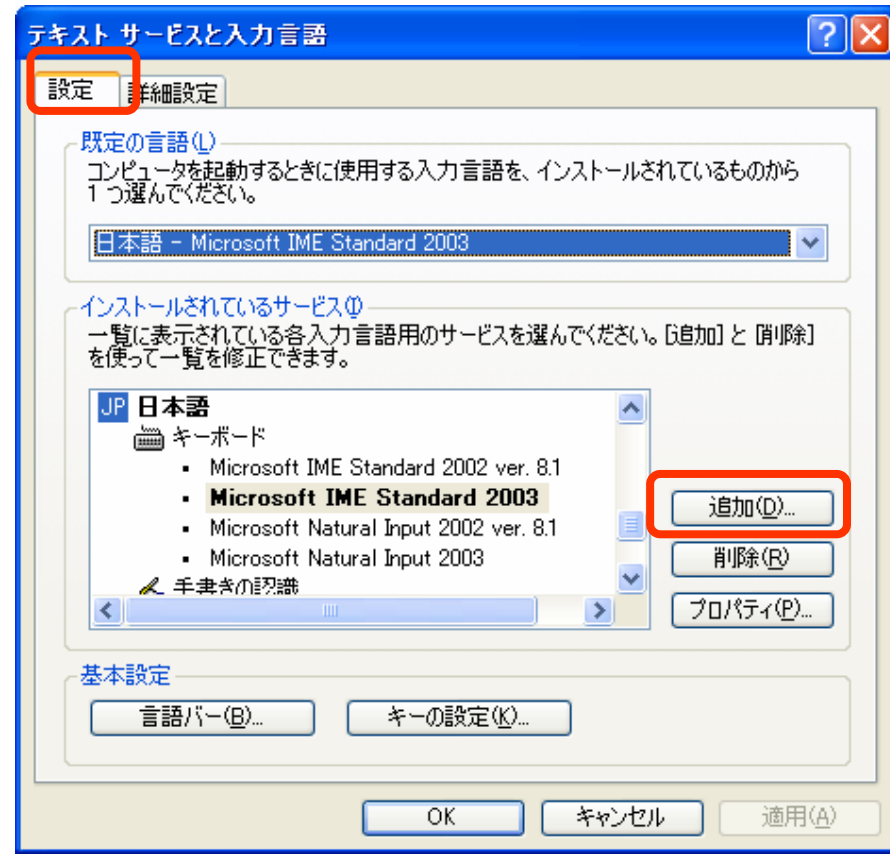 テキスト サービスと入力言語
設定
詳細設定
既定の言語(L)
コンピュータを起動するときに使用する入力言語を、インストールされているものから
1 つ選んでください。
日本語 - Microsoft IME Standard 2003
インストールされているサービス(I)
一覧に表示されている各入力言語用のサービスを選んでください。[追加] と [削除]
を使って一覧を修正できます。
JP 日本語
キーボード
▪ Microsoft IME Standard 2002 ver. 8.1
▪ Microsoft IME Standard 2003
▪ Microsoft Natural Input 2002 ver. 8.1
▪ Microsoft Natural Input 2003
手書きの認識
追加(D)...
削除(R)
プロパティ(P)...
基本設定
言語バー(B)...
キーの設定(K)...
OK
キャンセル
適用(A)